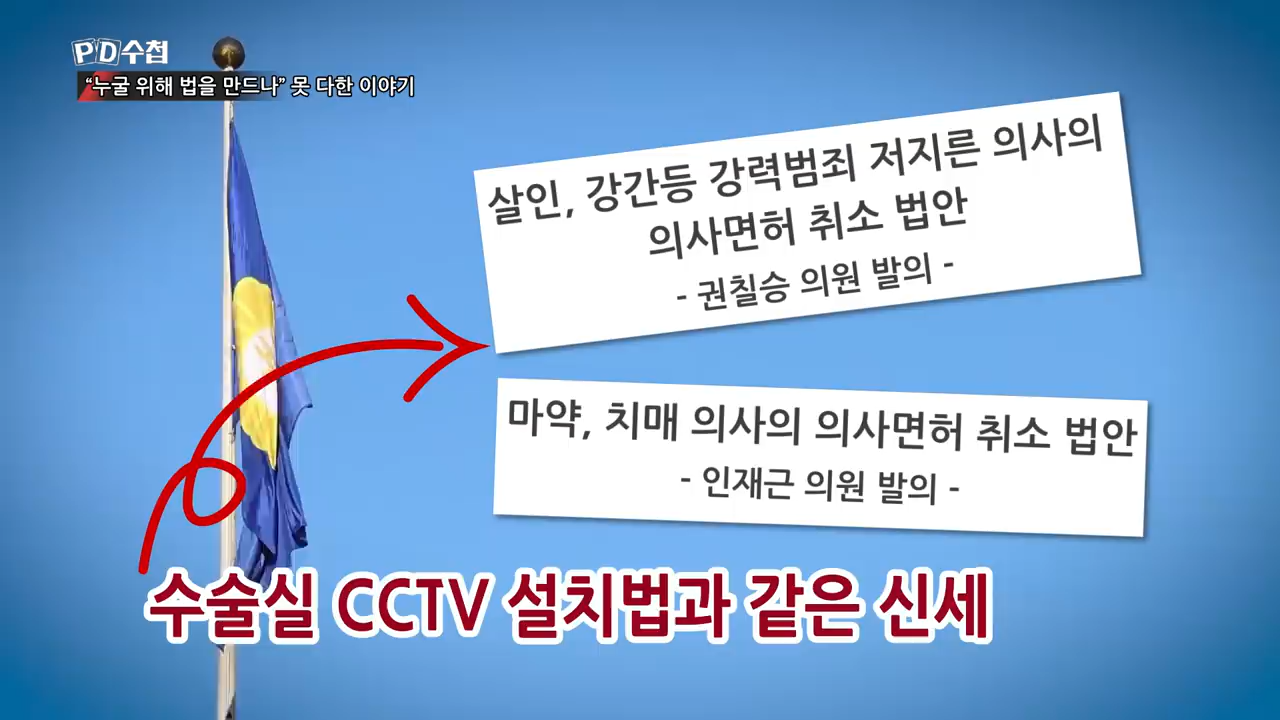 PD수첩
“누굴 위해 법을 만드나” 못 다한 이야기
살인, 강간등 강력범죄 저지른 의사의
의사면허 취소 법안
- 권칠승 의원 발의 -
마약, 치매 의사의 의사면허 취소 법안
- 인재근 의원 발의 -
수술실 CCTV 설치법과 같은 신세